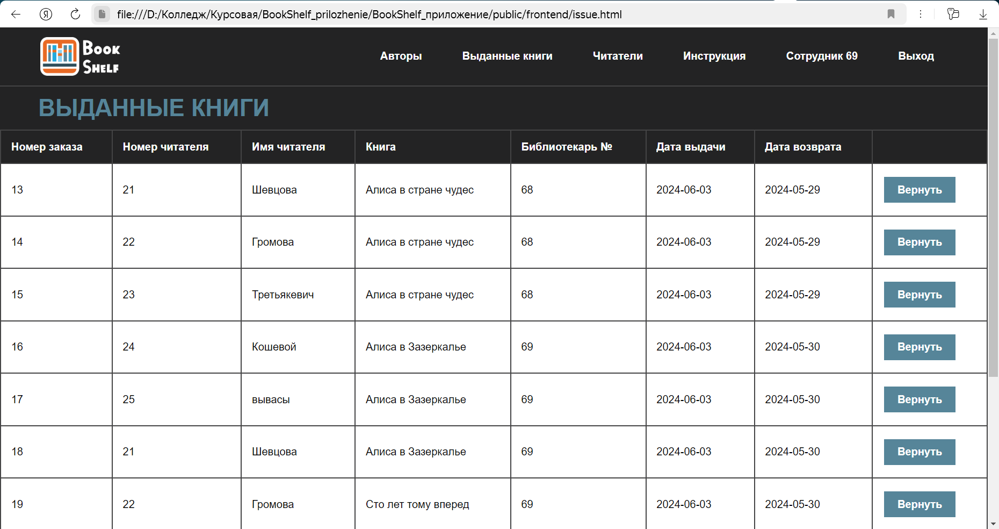 file:///D:/Колледж/Курсовая/BookShelf_prilozhenie/BookShelf_приложение/public/frontend/issue.html
Book Shelf
Авторы Выданные книги Читатели Инструкция Сотрудник 69 Выход
ВЫДАННЫЕ КНИГИ
Номер заказа Номер читателя Имя читателя Книга Библиотекарь № Дата выдачи Дата возврата
13 21 Шевцова Алиса в стране чудес 68 2024-06-03 2024-05-29 Вернуть
14 22 Громова Алиса в стране чудес 68 2024-06-03 2024-05-29 Вернуть
15 23 Третьякевич Алиса в стране чудес 68 2024-06-03 2024-05-29 Вернуть
16 24 Кошевой Алиса в Зазеркалье 69 2024-06-03 2024-05-30 Вернуть
17 25 вывасы Алиса в Зазеркалье 69 2024-06-03 2024-05-30 Вернуть
18 21 Шевцова Алиса в Зазеркалье 69 2024-06-03 2024-05-30 Вернуть
19 22 Громова Сто лет тому вперед 69 2024-06-03 2024-05-30 Вернуть